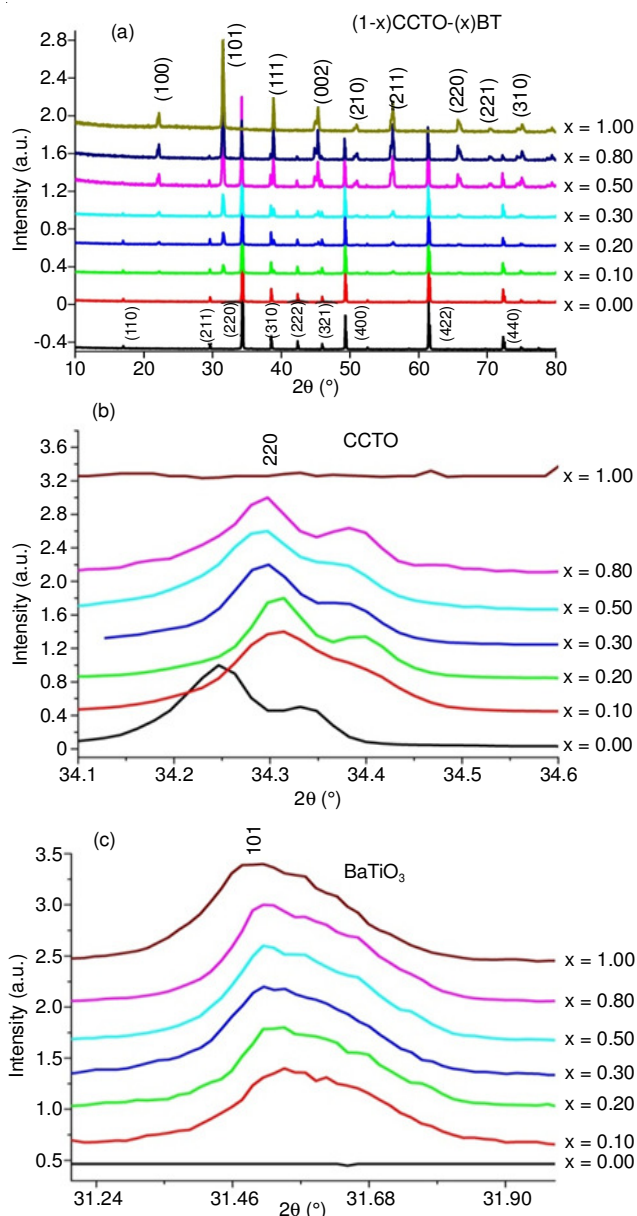 (a) (1-x)CCTO-(x)BT
2.8
2.4
2.0
1.6
1.2
0.8
0.4
0
-0.4
Intensity (a.u.)
(100) (101) (111) (002) (210) (211) (220) (221) (310)
x = 1.00
x = 0.80
x = 0.50
x = 0.30
x = 0.20
x = 0.10
x = 0.00
(110) (211) (220) (310) (222) (321) (400) (422) (440)
10 20 30 40 50 60 70 80
2θ (°)
(b) 220 CCTO
3.6
3.2
2.8
2.4
2.0
1.6
1.2
0.8
0.4
0
Intensity (a.u.)
x = 1.00
x = 0.80
x = 0.50
x = 0.30
x = 0.20
x = 0.10
x = 0.00
34.1 34.2 34.3 34.4 34.5 34.6
2θ (°)
(c) 101 BaTiO3
3.5
3.0
2.5
2.0
1.5
1.0
0.5
Intensity (a.u.)
x = 1.00
x = 0.80
x = 0.50
x = 0.30
x = 0.20
x = 0.10
x = 0.00
31.24 31.46 31.68 31.90
2θ (°)